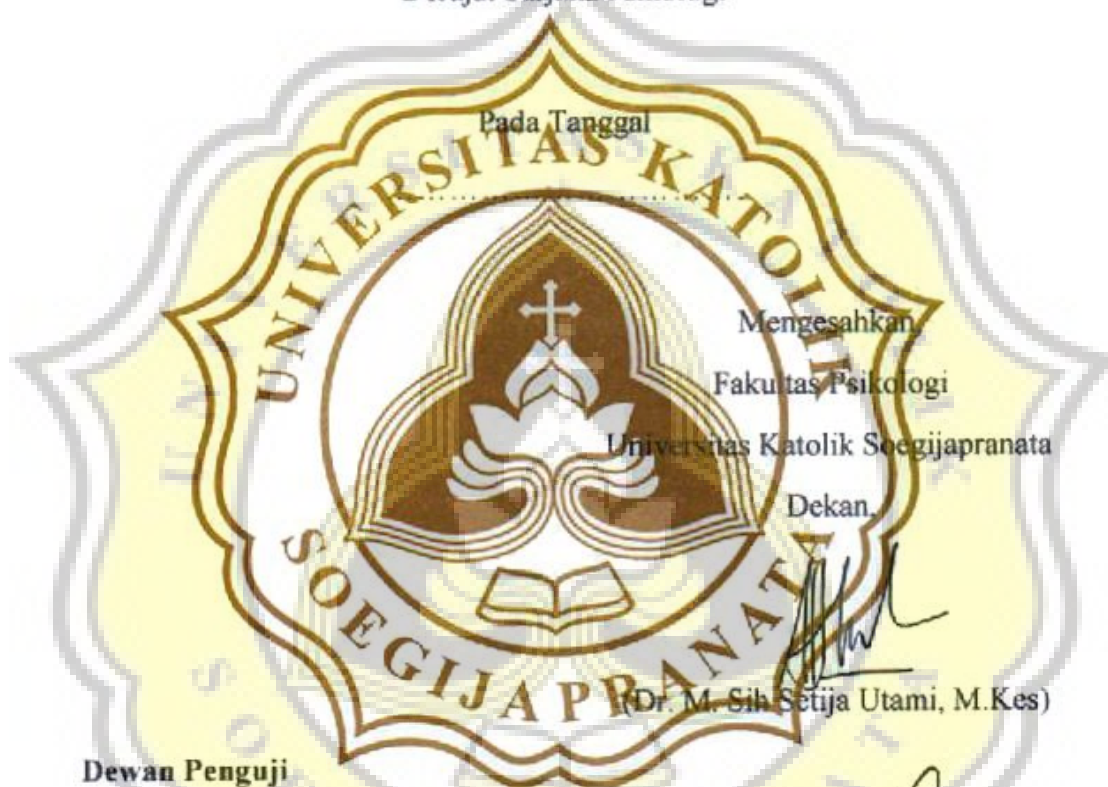 Pada Tanggal
UNIVERSITAS KATOLIK
....................................
Mengesahkan,
Fakultas Psikologi
Universitas Katolik Soegijapranata
Dekan,
SOEGIJAPRANATA
(Dr. M. Sih Setija Utami, M.Kes)
Dewan Penguji